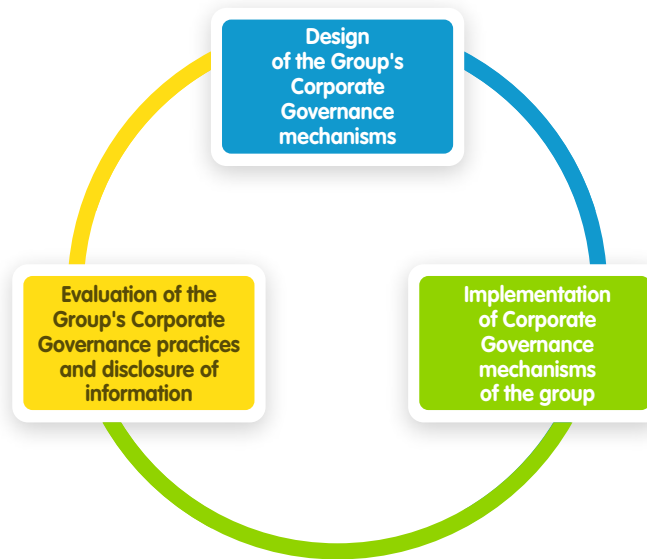 Design
of the Group's
Corporate
Governance
mechanisms
Evaluation of the
Group's Corporate
Governance practices
and disclosure of
information
Implementation
of Corporate
Governance
mechanisms
of the group